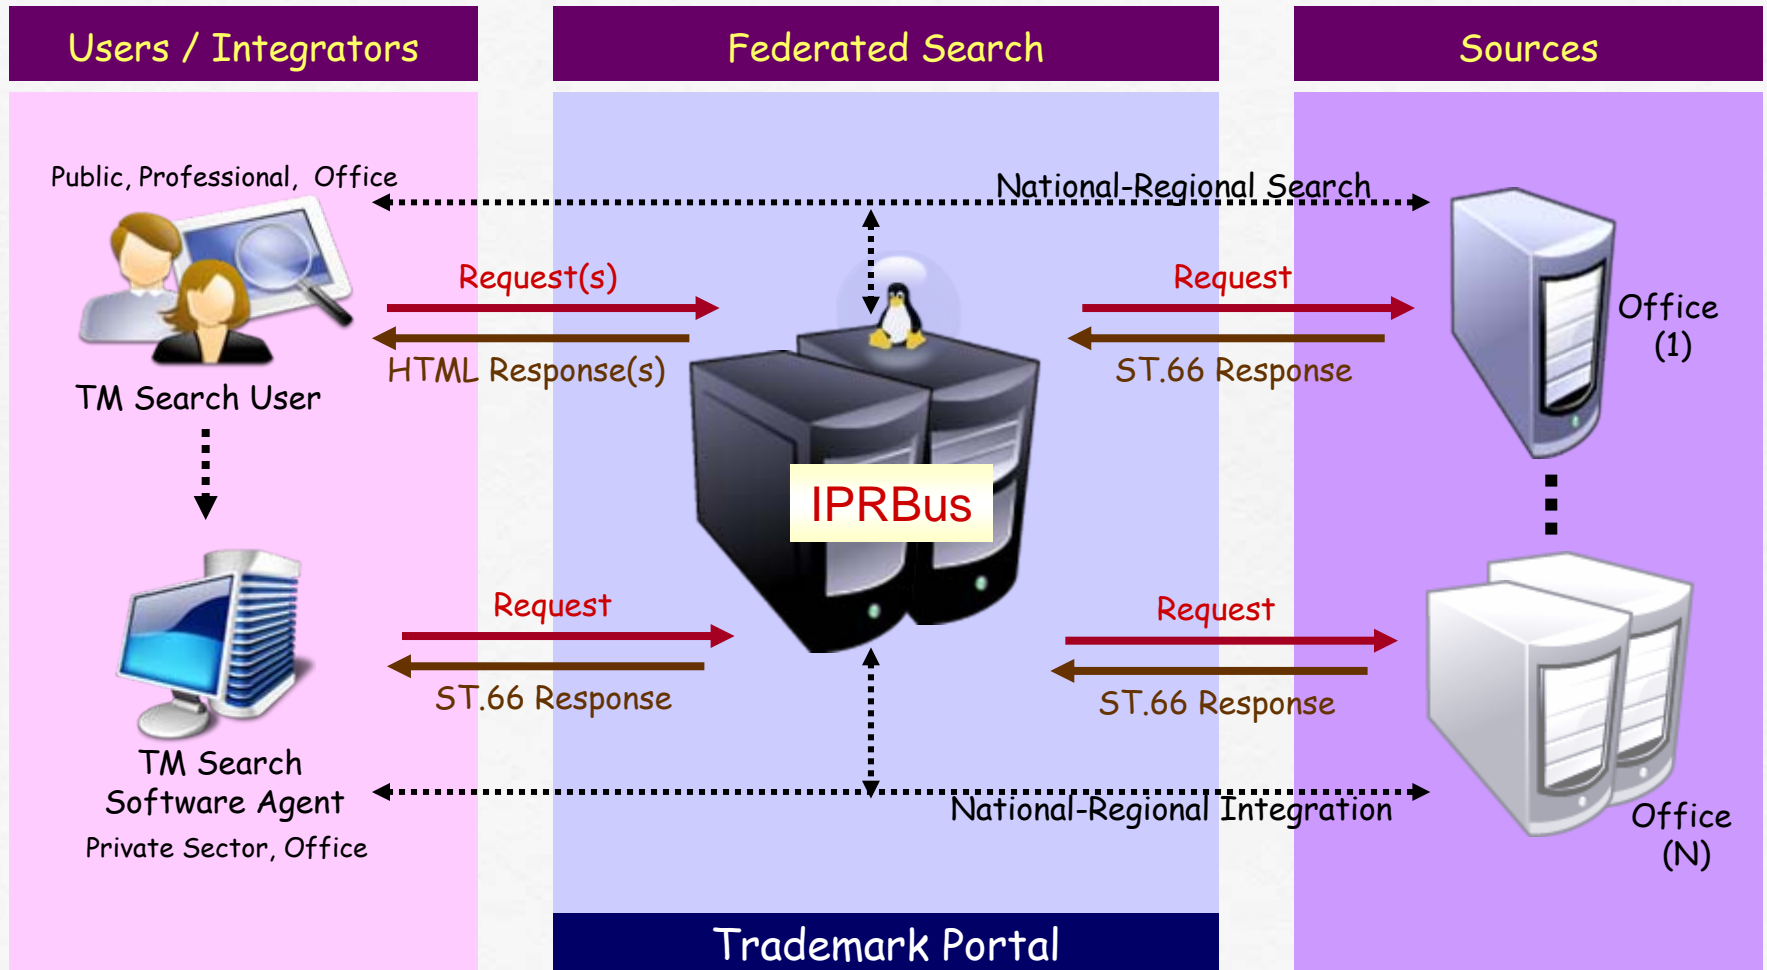 Users / Integrators
Federated Search
Sources
Public, Professional, Office
National-Regional Search
Request(s)
HTML Response(s)
Request
ST.66 Response
Office
(1)
TM Search User
IPRBus
Request
ST.66 Response
Request
ST.66 Response
TM Search
Software Agent
Private Sector, Office
National-Regional Integration
Office
(N)
Trademark Portal